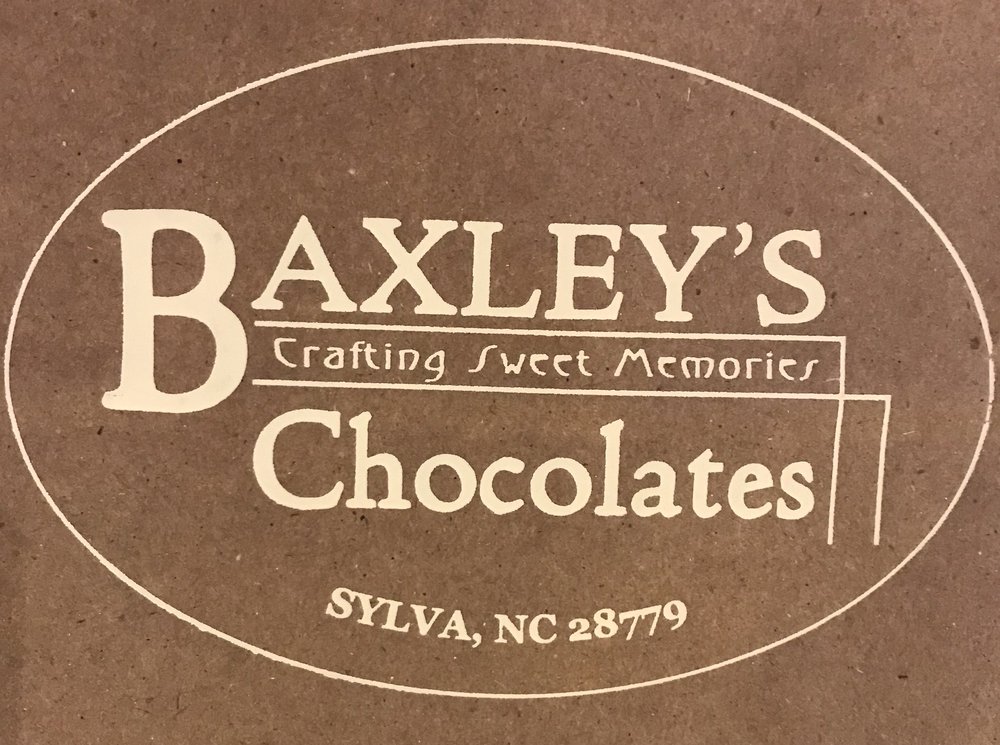 BAXLEY'S
Crafting Sweet Memories
Chocolates
SYLVA, NC 28779